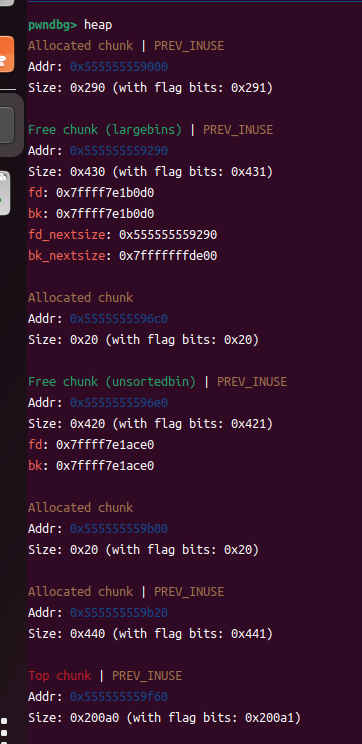 pwndbg> heap
Allocated chunk | PREV_INUSE
Addr: 0x555555559000
Size: 0x290 (with flag bits: 0x291)
Free chunk (largebins) | PREV_INUSE
Addr: 0x555555559290
Size: 0x430 (with flag bits: 0x431)
fd: 0x7ffff7e1b0d0
bk: 0x7ffff7e1b0d0
fd_nextsize: 0x555555559290
bk_nextsize: 0x7fffffffde00
Allocated chunk
Addr: 0x5555555596c0
Size: 0x20 (with flag bits: 0x20)
Free chunk (unsortedbin) | PREV_INUSE
Addr: 0x5555555596e0
Size: 0x420 (with flag bits: 0x421)
fd: 0x7ffff7e1ace0
bk: 0x7ffff7e1ace0
Allocated chunk
Addr: 0x555555559b00
Size: 0x20 (with flag bits: 0x20)
Allocated chunk | PREV_INUSE
Addr: 0x555555559b20
Size: 0x440 (with flag bits: 0x441)
Top chunk | PREV_INUSE
Addr: 0x555555559f60
Size: 0x200a0 (with flag bits: 0x200a1)